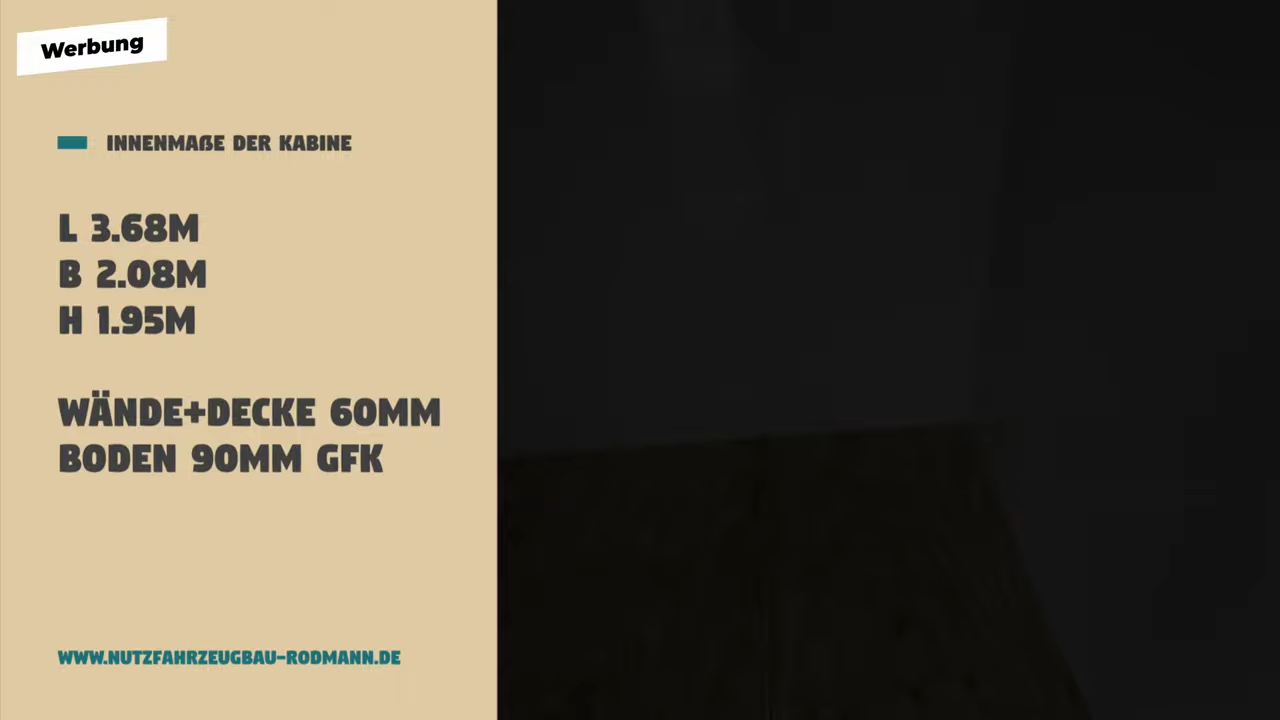 Werbung
INNENMAßE DER KABINE
L 3.68M
B 2.08M
H 1.95M
WÄNDE+DECKE 60MM
BODEN 90MM GFK
WWW.NUTZFAHRZEUGBAU-RODMANN.DE